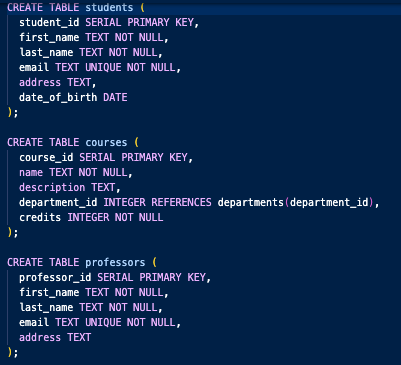 CREATE TABLE students (
student_id SERIAL PRIMARY KEY,
first_name TEXT NOT NULL,
last_name TEXT NOT NULL,
email TEXT UNIQUE NOT NULL,
address TEXT,
date_of_birth DATE
);
CREATE TABLE courses (
course_id SERIAL PRIMARY KEY,
name TEXT NOT NULL,
description TEXT,
department_id INTEGER REFERENCES departments(department_id),
credits INTEGER NOT NULL
);
CREATE TABLE professors (
professor_id SERIAL PRIMARY KEY,
first_name TEXT NOT NULL,
last_name TEXT NOT NULL,
email TEXT UNIQUE NOT NULL,
address TEXT
);